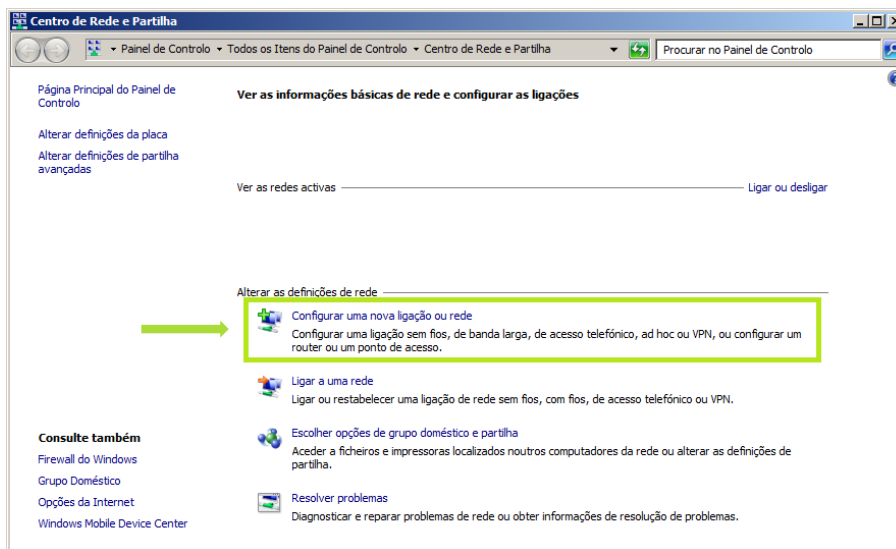 Centro de Rede e Partilha
Painel de Controlo Todos os Itens do Painel de Controlo Centro de Rede e Partilha
Procurar no Painel de Controlo
Página Principal do Painel de
Controlo
Alterar definições da placa
Alterar definições de partilha
avançadas
Ver as informações básicas de rede e configurar as ligações
Ver as redes activas
Ligar ou desligar
Alterar as definições de rede
Configurar uma nova ligação ou rede
Configurar uma ligação sem fios, de banda larga, de acesso telefónico, ad hoc ou VPN, ou configurar um
router ou um ponto de acesso.
Ligar a uma rede
Ligar ou restabelecer uma ligação de rede sem fios, com fios, de acesso telefónico ou VPN.
Escolher opções de grupo doméstico e partilha
Aceder a ficheiros e impressoras localizados noutros computadores da rede ou alterar as definições de
partilha.
Resolver problemas
Diagnosticar e reparar problemas de rede ou obter informações de resolução de problemas.
Consulte também
Firewall do Windows
Grupo Doméstico
Opções da Internet
Windows Mobile Device Center